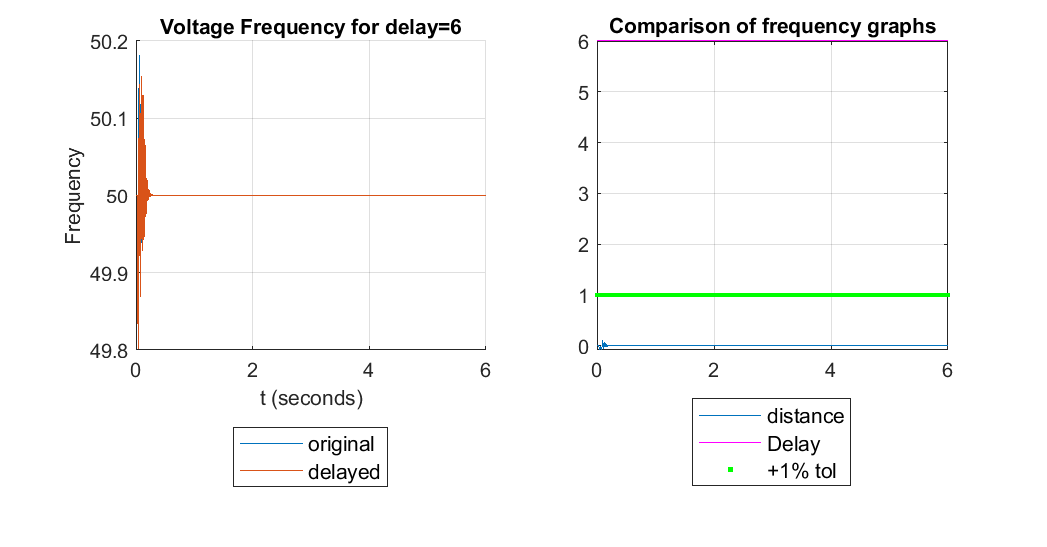 Voltage Frequency for delay=6
50.2
50.1
50
49.9
49.8
Frequency
0
2
4
6
t (seconds)
original
delayed
Comparison of frequency graphs
6
5
4
3
2
1
0
0
2
4
6
distance
Delay
+1% tol